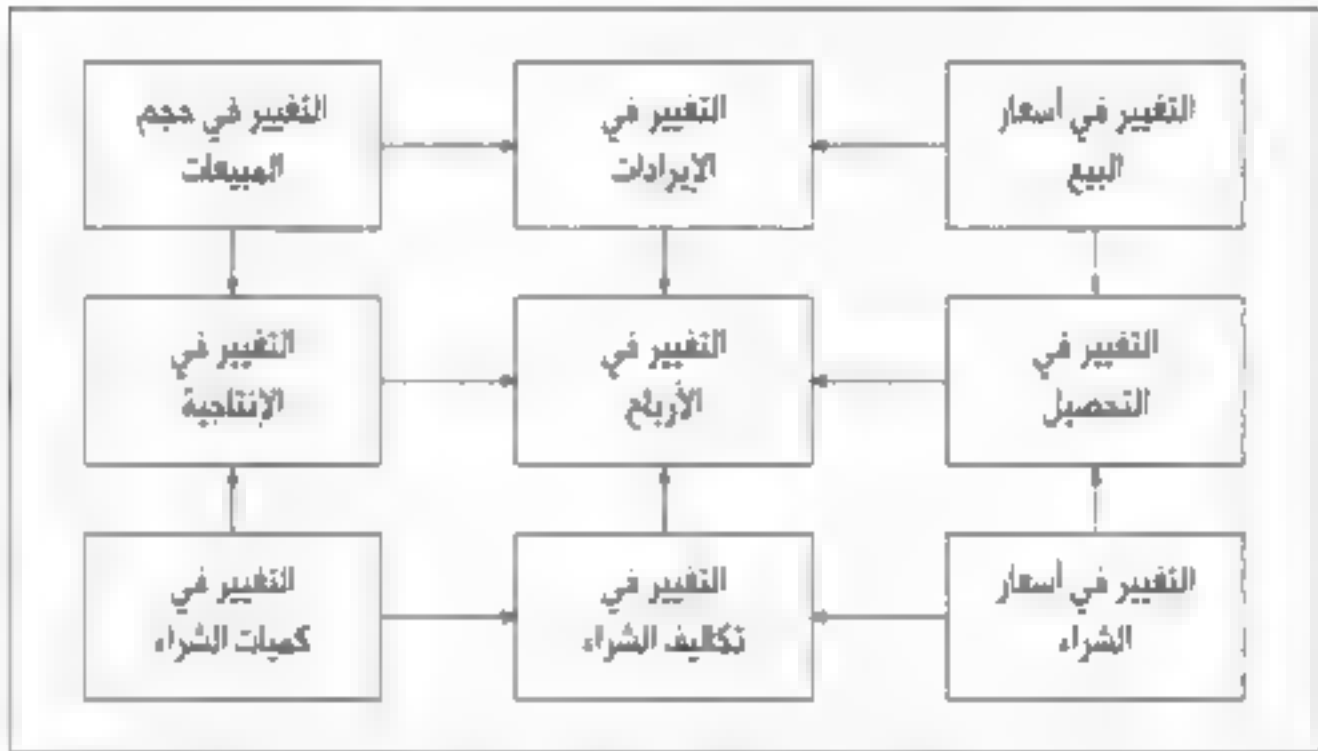 التغيير في أسعار
البيع
التغيير في
الإيرادات
التغيير في حجم
المبيعات
التغيير في
التحصيل
التغيير في
الأرباح
التغيير في
الإنتاجية
التغيير في أسعار
الشراء
التغيير في
تكاليف الشراء
التغيير في
كميات الشراء